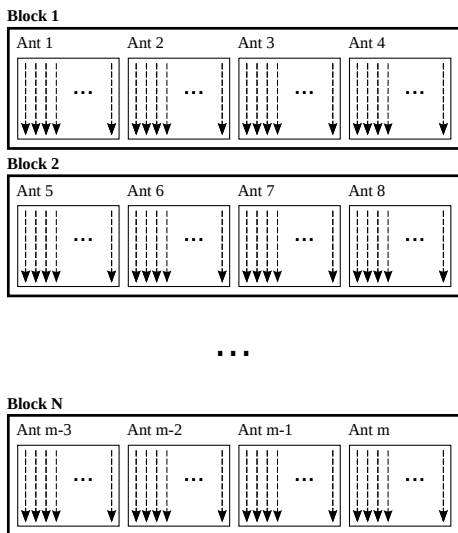 Block 1
Ant 1 Ant 2 Ant 3 Ant 4
... ... ... ...
Block 2
Ant 5 Ant 6 Ant 7 Ant 8
... ... ... ...
...
Block N
Ant m-3 Ant m-2 Ant m-1 Ant m
... ... ... ...